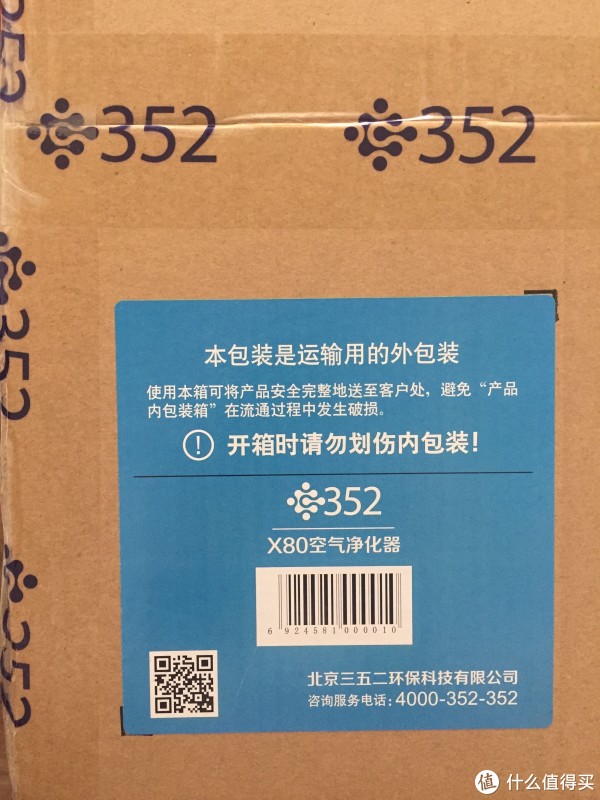 352
352
352
352
352
本包装是运输用的外包装
使用本箱可将产品安全完整地送至客户处，避免“产品
内包装箱”在流通过程中发生破损。
! 开箱时请勿划伤内包装！
352
X80空气净化器
6 924581 000010
北京三五二环保科技有限公司
咨询服务电话：4000-352-352
值 什么值得买